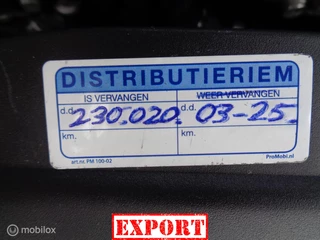 DISTRIBUTIERIEM
IS VERVANGEN WEER VERVANGEN
d.d. 230.020. d.d. 03-25
km. km.
art.nr. PM 100-02 ProMobi.nl
EXPORT
mobilox